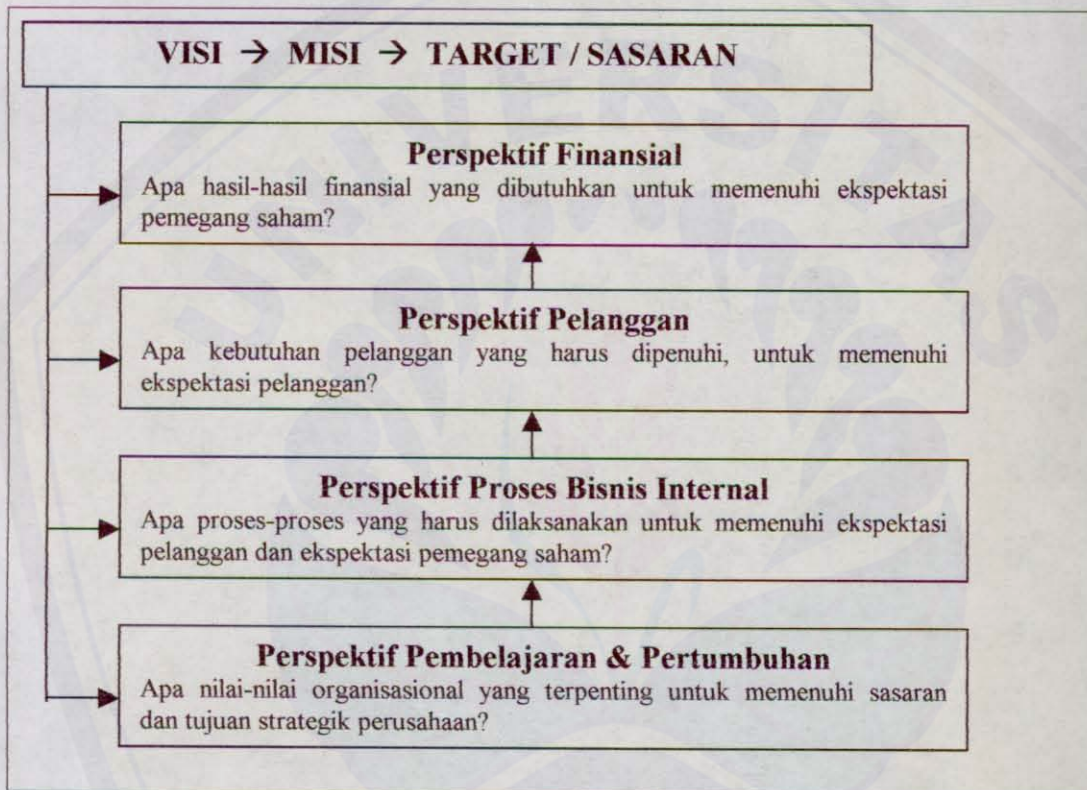 VISI → MISI → TARGET / SASARAN
Perspektif Finansial
Apa hasil-hasil finansial yang dibutuhkan untuk memenuhi ekspektasi
pemegang saham?
Perspektif Pelanggan
Apa kebutuhan pelanggan yang harus dipenuhi, untuk memenuhi
ekspektasi pelanggan?
Perspektif Proses Bisnis Internal
Apa proses-proses yang harus dilaksanakan untuk memenuhi ekspektasi
pelanggan dan ekspektasi pemegang saham?
Perspektif Pembelajaran & Pertumbuhan
Apa nilai-nilai organisasional yang terpenting untuk memenuhi sasaran
dan tujuan strategik perusahaan?
UNIVERSITAS